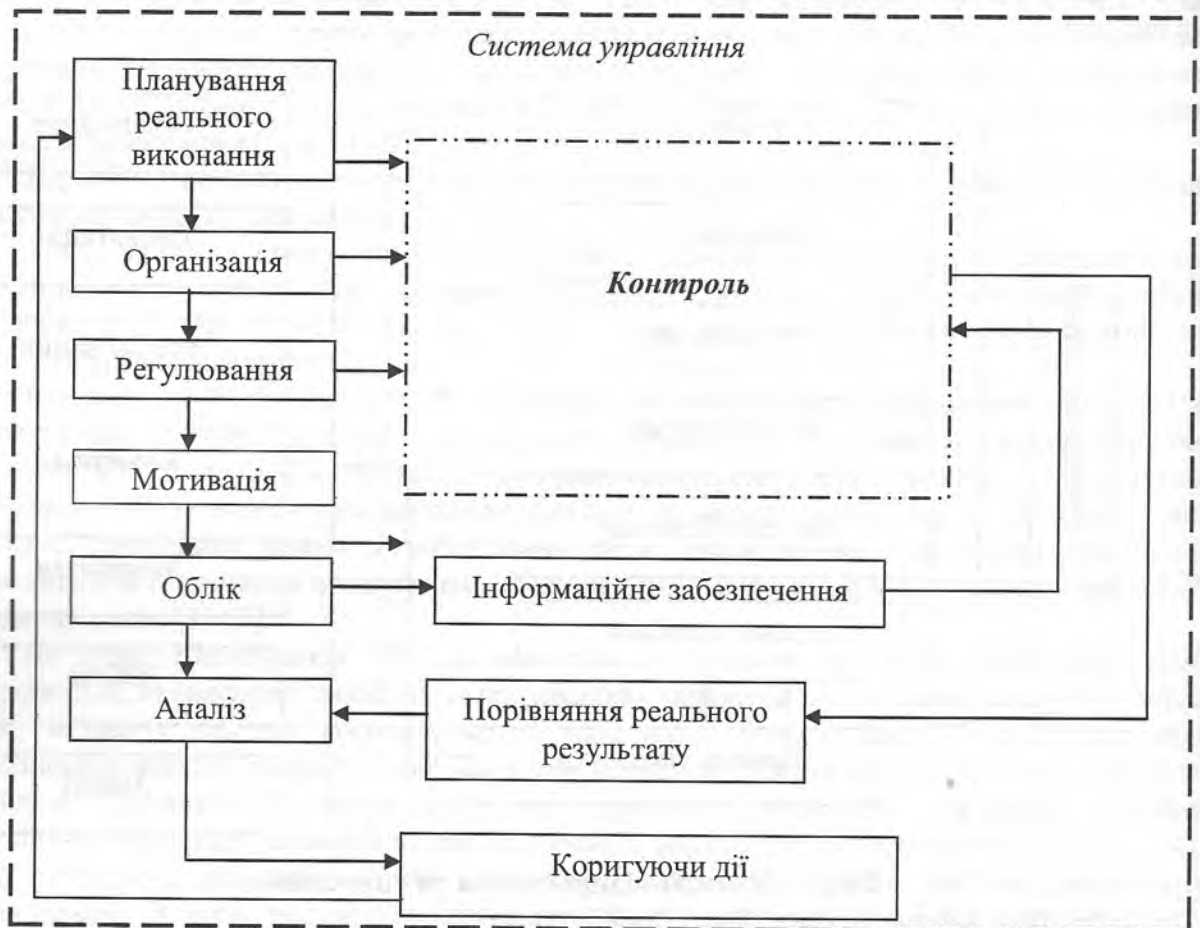 Система управління
Планування
реального
виконання
Організація
Контроль
Регулювання
Мотивація
Облік
Інформаційне забезпечення
Аналіз
Порівняння реального
результату
Коригуючи дії